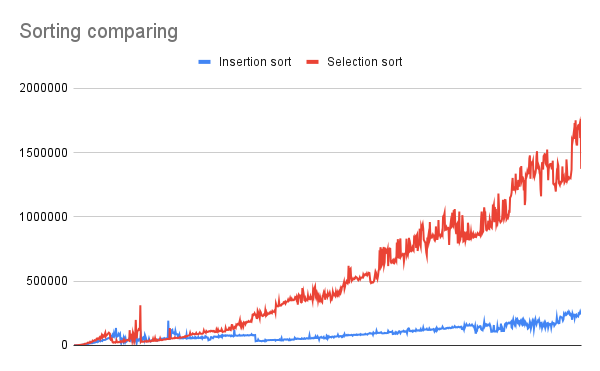 Sorting comparing
Insertion sort Selection sort
2000000
1500000
1000000
500000
0